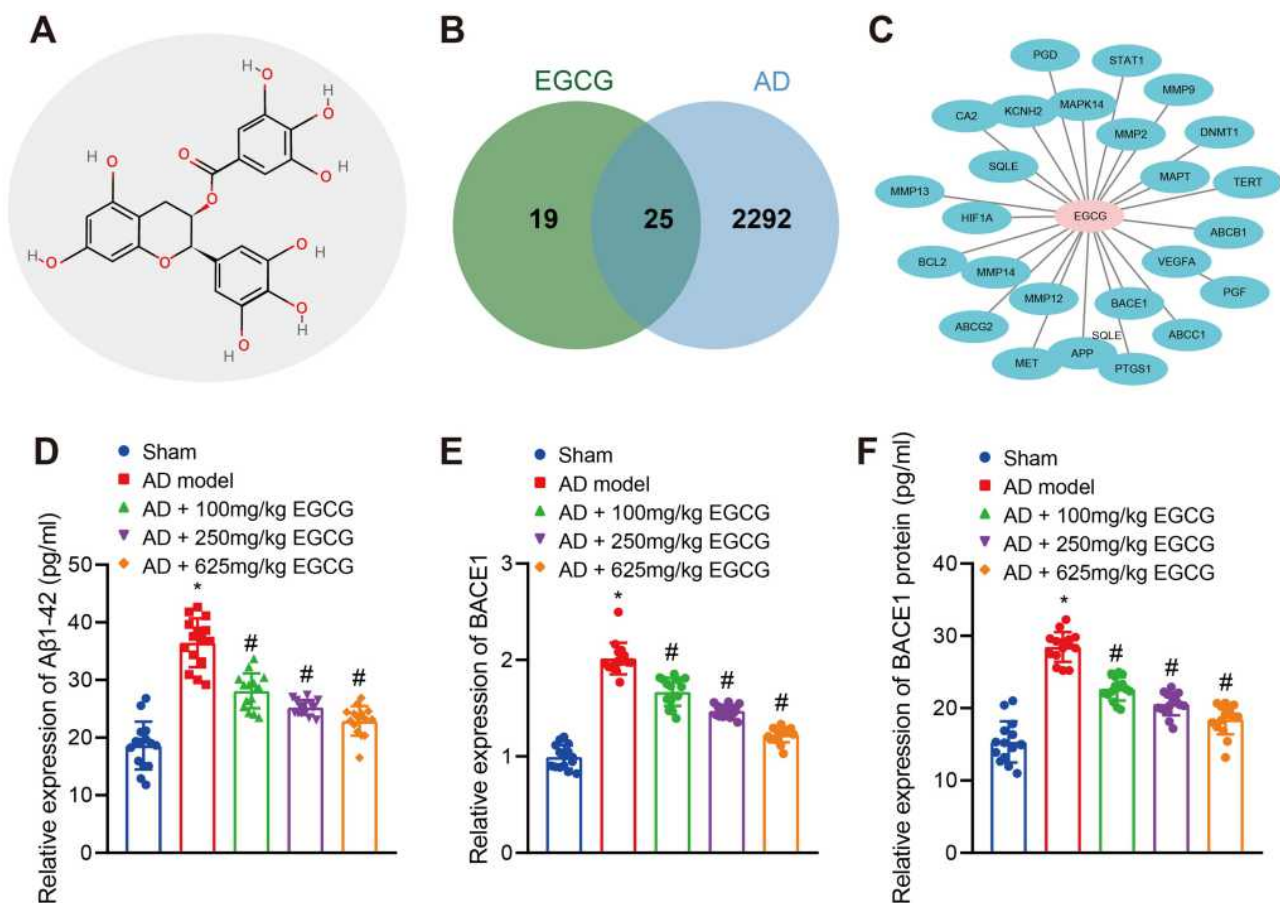 A
H
O
H
O
O
H
O
H
O
H
O
O
H
O
O
H
O
H
O
H
O
H
B
EGCG
AD
19
25
2292
C
PGD
STAT1
MMP9
CA2
KCNH2
MAPK14
MMP2
DNMT1
SQLE
MAPT
TERT
MMP13
EGCG
HIF1A
ABCB1
BCL2
MMP14
VEGFA
PGF
MMP12
BACE1
ABCG2
ABCC1
SQLE
MET
APP
PTGS1
D
Sham
AD model
AD + 100mg/kg EGCG
AD + 250mg/kg EGCG
AD + 625mg/kg EGCG
Relative expression of Aβ1-42 (pg/ml)
50
40
30
20
10
0
*
#
#
#
E
Sham
AD model
AD + 100mg/kg EGCG
AD + 250mg/kg EGCG
AD + 625mg/kg EGCG
Relative expression of BACE1
3
2
1
0
*
#
#
#
F
Sham
AD model
AD + 100mg/kg EGCG
AD + 250mg/kg EGCG
AD + 625mg/kg EGCG
Relative expression of BACE1 protein (pg/ml)
40
30
20
10
0
*
#
#
#